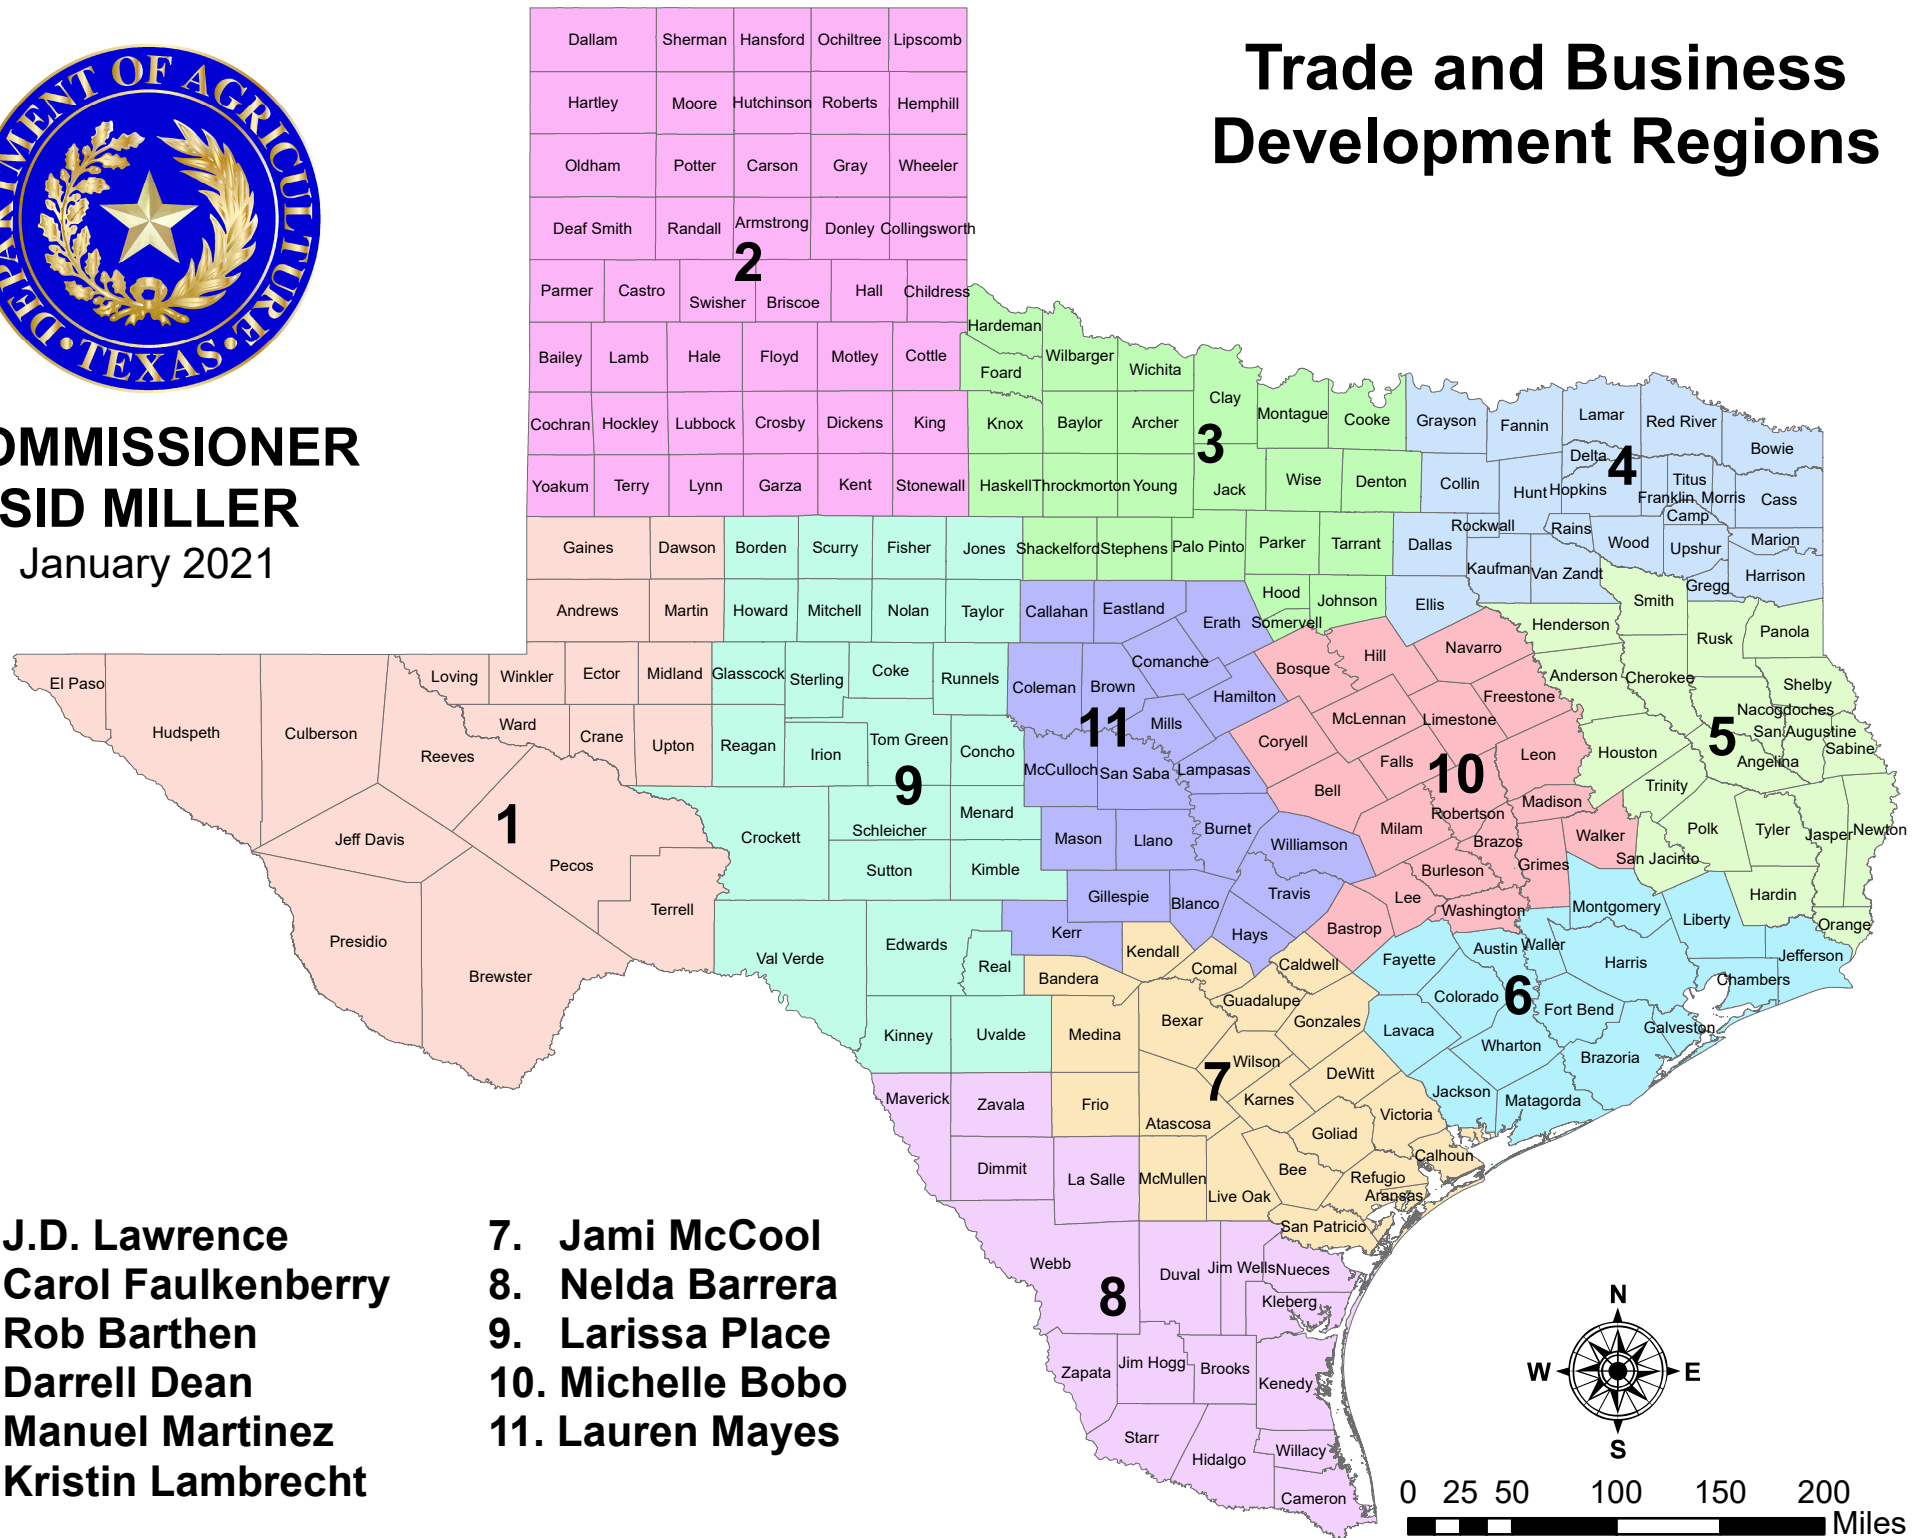 Trade and Business
Development Regions
DEPARTMENT OF AGRICULTURE
• TEXAS •
OMMISSIONER
SID MILLER
January 2021
Dallam Sherman Hansford Ochiltree Lipscomb
Hartley Moore Hutchinson Roberts Hemphill
Oldham Potter Carson Gray Wheeler
Deaf Smith Randall Armstrong Donley Collingsworth
2
Parmer Castro Swisher Briscoe Hall Childress
Hardeman
Bailey Lamb Hale Floyd Motley Cottle Foard Wilbarger Wichita
Clay Montague Cooke Grayson Fannin Lamar Red River Bowie
Cochran Hockley Lubbock Crosby Dickens King Knox Baylor Archer
3
Delta 4
Yoakum Terry Lynn Garza Kent Stonewall Haskell Throckmorton Young Jack Wise Denton Collin Hunt Hopkins Titus Franklin Morris Cass
Camp
Gaines Dawson Borden Scurry Fisher Jones Shackelford Stephens Palo Pinto Parker Tarrant Dallas Rockwall Rains Wood Upshur Marion
Kaufman Van Zandt Gregg Harrison
Andrews Martin Howard Mitchell Nolan Taylor Callahan Eastland Erath Hood Somervell Johnson Ellis Henderson Smith Rusk Panola
El Paso Loving Winkler Ector Midland Glasscock Sterling Coke Runnels Coleman Brown Comanche Hamilton Bosque Hill Navarro Freestone Anderson Cherokee Shelby
Hudspeth Culberson Reeves Ward Crane Upton Reagan Irion Tom Green Concho 11 Mills Coryell McLennan Limestone Leon Houston 5 Nacogdoches San Augustine Sabine
Angelina
9 McCulloch San Saba Lampasas Bell Falls 10 Madison Trinity
1 Jeff Davis Pecos Crockett Schleicher Menard Mason Llano Burnet Williamson Milam Robertson Brazos Grimes Walker San Jacinto Polk Tyler Jasper Newton
Sutton Kimble Gillespie Blanco Travis Lee Burleson Washington Montgomery Liberty Hardin
Presidio Brewster Terrell Val Verde Edwards Real Kerr Kendall Hays Bastrop Fayette Austin Waller Harris Jefferson Orange
Bandera Comal Caldwell Colorado 6 Chambers
Kinney Uvalde Medina Bexar Guadalupe Gonzales Lavaca Wharton Fort Bend Galveston Brazoria
7 Wilson DeWitt Jackson Matagorda
Maverick Zavala Frio Atascosa Karnes Goliad Victoria
Dimmit La Salle McMullen Live Oak Bee Refugio Calhoun
Aransas
San Patricio
Webb Duval Jim Wells Nueces
8 Kleberg
Zapata Jim Hogg Brooks Kenedy
Starr Hidalgo Willacy
Cameron
J.D. Lawrence
Carol Faulkenberry
Rob Barthen
Darrell Dean
Manuel Martinez
Kristin Lambrecht
7. Jami McCool
8. Nelda Barrera
9. Larissa Place
10. Michelle Bobo
11. Lauren Mayes
N
W E
S
0 25 50 100 150 200
Miles